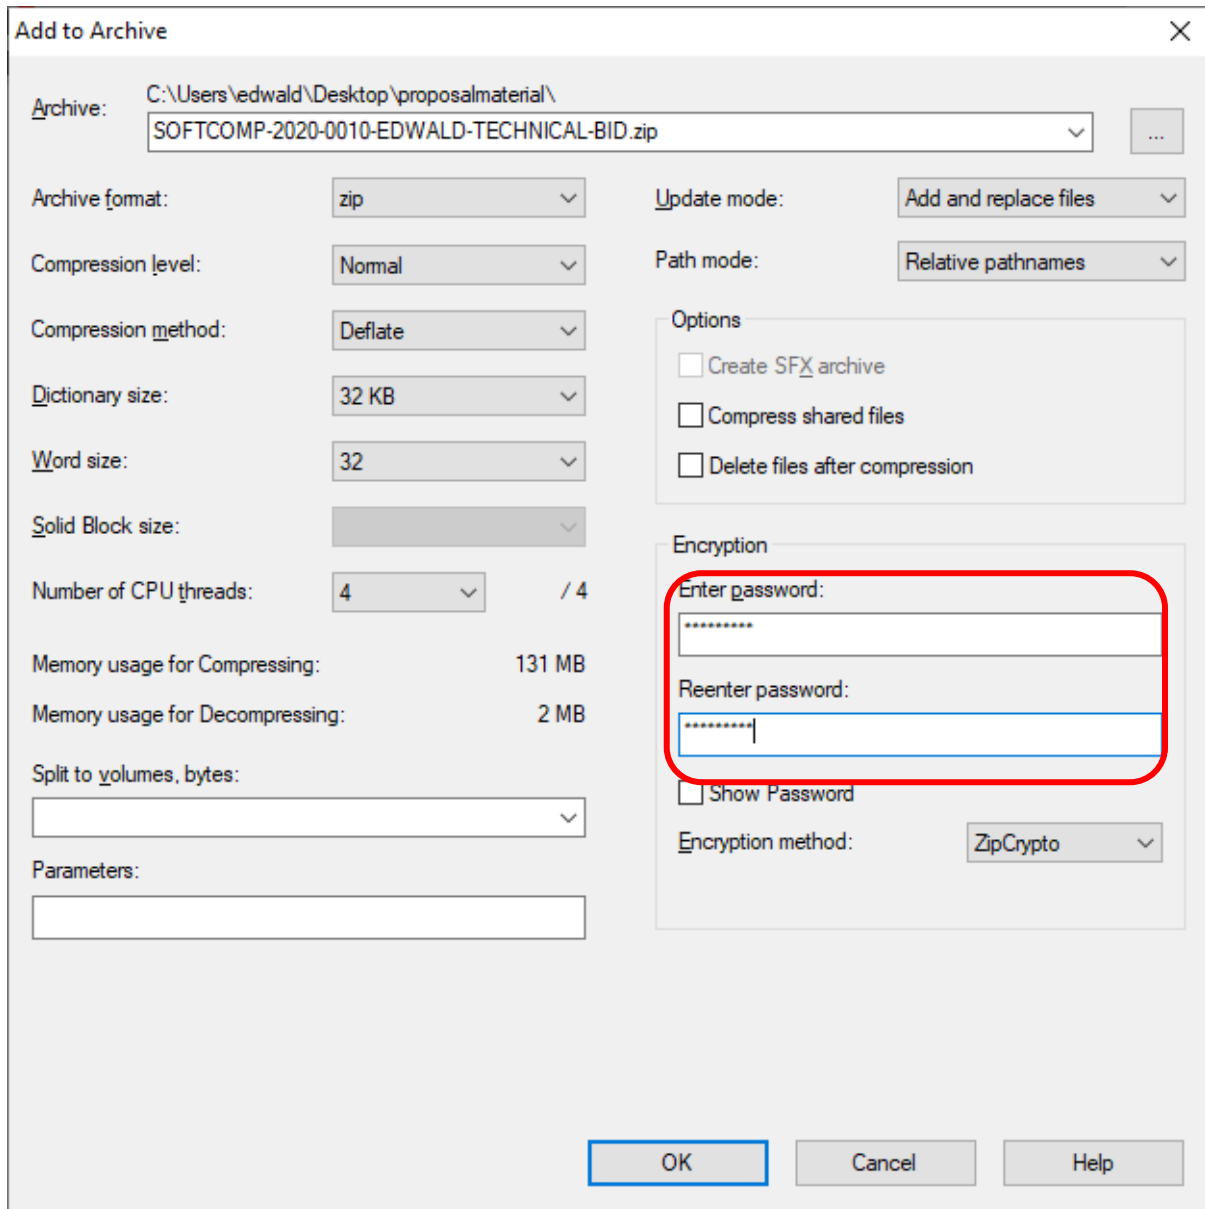 Add to Archive
Archive:
C:\Users\edwald\Desktop\proposalmaterial\
SOFTCOMP-2020-0010-EDWALD-TECHNICAL-BID.zip
...
Archive format:
zip
Compression level:
Normal
Compression method:
Deflate
Dictionary size:
32 KB
Word size:
32
Solid Block size:
Number of CPU threads:
4
/ 4
Memory usage for Compressing:
131 MB
Memory usage for Decompressing:
2 MB
Split to volumes, bytes:
Parameters:
Update mode:
Add and replace files
Path mode:
Relative pathnames
Options
Create SFX archive
Compress shared files
Delete files after compression
Encryption
Enter password:
*********
Reenter password:
*********
Show Password
Encryption method:
ZipCrypto
OK
Cancel
Help